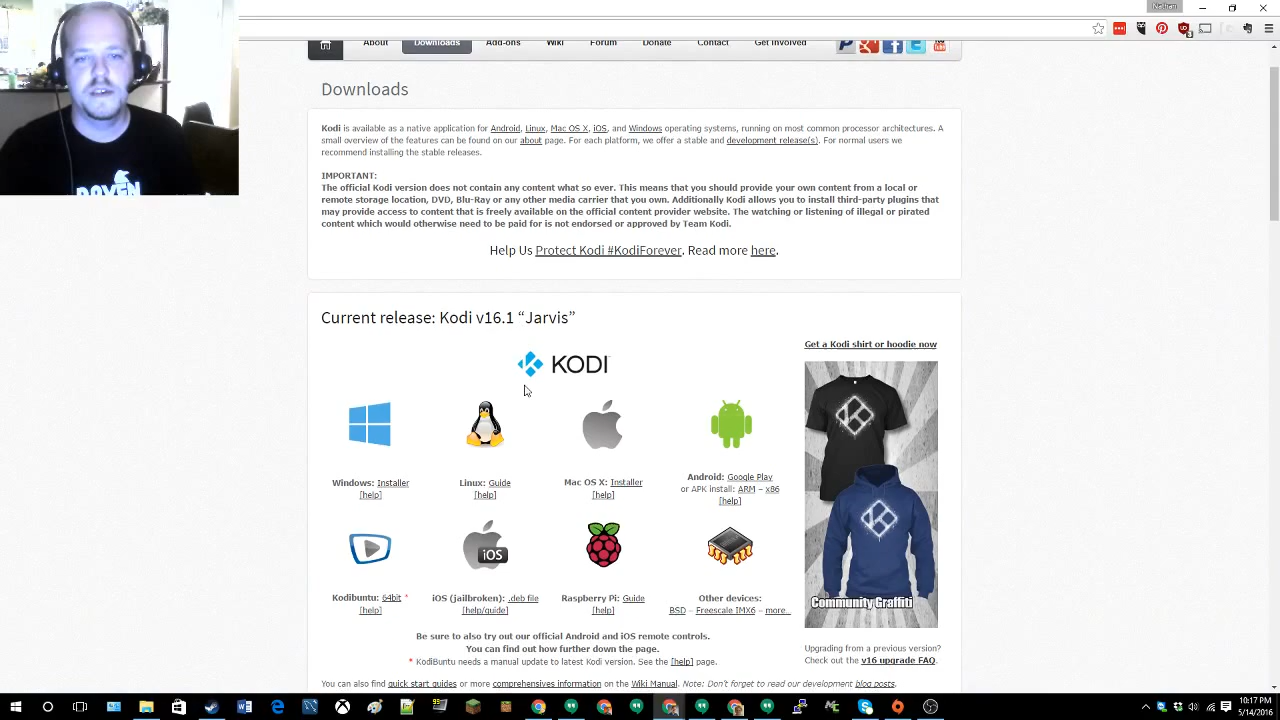 Nathan
About Downloads Add-ons Wiki Forum Donate Contact Get Involved
Downloads
Kodi is available as a native application for Android, Linux, Mac OS X, iOS, and Windows operating systems, running on most common processor architectures. A
small overview of the features can be found on our about page. For each platform, we offer a stable and development release(s). For normal users we
recommend installing the stable releases.
IMPORTANT:
The official Kodi version does not contain any content what so ever. This means that you should provide your own content from a local or
remote storage location, DVD, Blu-Ray or any other media carrier that you own. Additionally Kodi allows you to install third-party plugins that
may provide access to content that is freely available on the official content provider website. The watching or listening of illegal or pirated
content which would otherwise need to be paid for is not endorsed or approved by Team Kodi.
Help Us Protect Kodi #KodiForever. Read more here.
Current release: Kodi v16.1 “Jarvis”
KODI
Get a Kodi shirt or hoodie now
Windows: Installer
[help]
Linux: Guide
[help]
Mac OS X: Installer
[help]
Android: Google Play
or APK install: ARM – x86
[help]
iOS
Kodibuntu: 64bit *
[help]
iOS (jailbroken): .deb file
[help/guide]
Raspberry Pi: Guide
[help]
Other devices:
BSD – Freescale IMX6 – more..
Community Graffiti
Be sure to also try out our official Android and iOS remote controls.
You can find out how further down the page.
* KodiBuntu needs a manual update to latest Kodi version. See the [help] page.
Upgrading from a previous version?
Check out the v16 upgrade FAQ.
You can also find quick start guides or more comprehensives information on the Wiki Manual. Note: Don't forget to read our development blog posts.
10:17 PM
5/14/2016